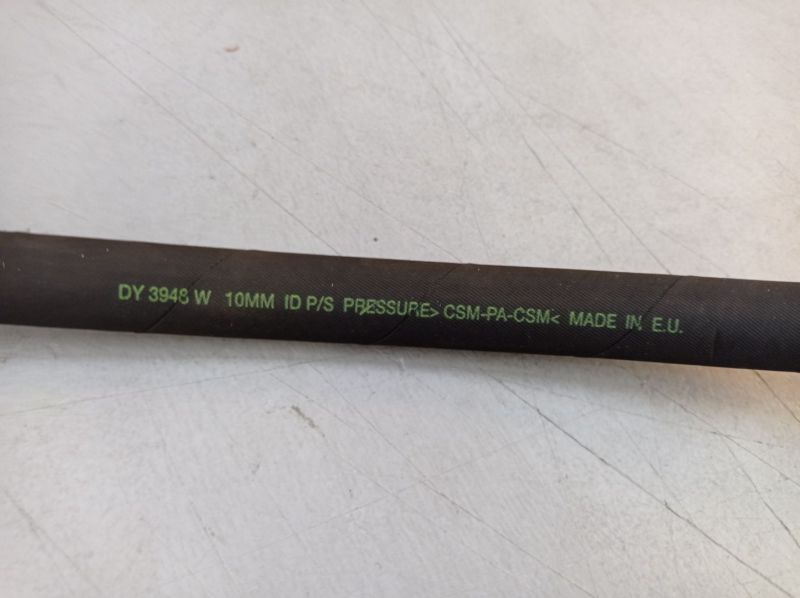 DY 3948 W 10MM ID P/S PRESSURE> CSM-PA-CSM< MADE IN E.U.